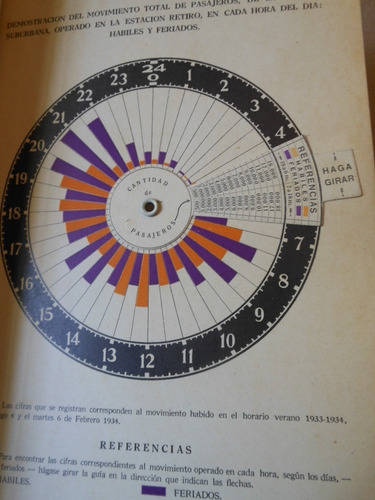 DEMOSTRACION DEL MOVIMIENTO TOTAL DE PASAJEROS, DE
SUBURBANA, OPERADO EN LA ESTACION RETIRO, EN CADA HORA DEL DIA:
HABILES Y FERIADOS.
24
0
1
2
3
4
7
8
9
10
11
12
13
14
15
16
17
18
19
20
21
22
23
CANTIDAD
de
PASAJEROS
REFERENCIAS
HABILES
FERIADOS
¡ HAGA
GIRAR !
Las cifras que se registran corresponden al movimiento habido en el horario verano 1933-1934,
4 y el martes 6 de Febrero 1934.
REFERENCIAS
Para encontrar las cifras correspondientes al movimiento operado en cada hora, según los días, —
feriados — hágase girar la guía en la dirección que indican las flechas.
HABILES.
FERIADOS.